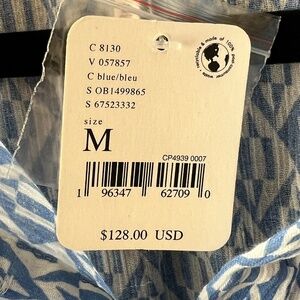 C 8130
V 057857
C blue/bleu
S OB1499865
S 67523332
size
M
CP4939 0007
1 96347 62709 0
$128.00 USD